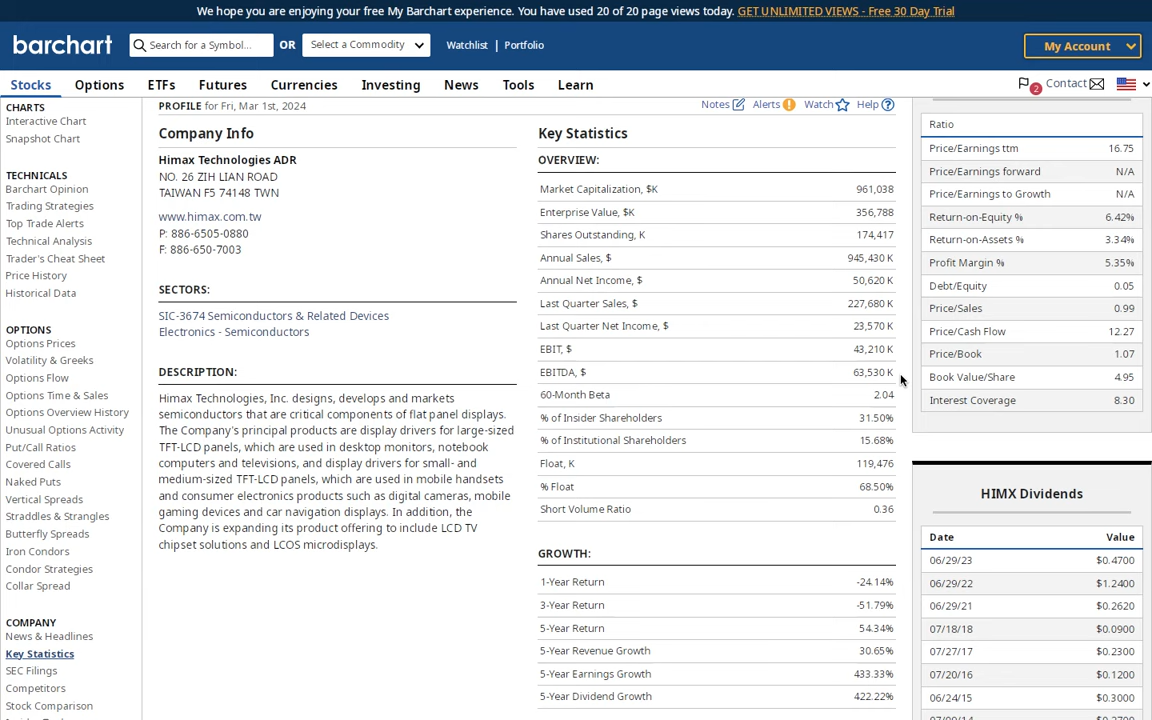 We hope you are enjoying your free My Barchart experience. You have used 20 of 20 page views today. GET UNLIMITED VIEWS - Free 30 Day Trial
barchart
Search for a Symbol...
OR
Select a Commodity
Watchlist | Portfolio
My Account
Stocks
Options
ETFs
Futures
Currencies
Investing
News
Tools
Learn
2
Contact
CHARTS
Interactive Chart
Snapshot Chart
TECHNICALS
Barchart Opinion
Trading Strategies
Top Trade Alerts
Technical Analysis
Trader's Cheat Sheet
Price History
Historical Data
OPTIONS
Options Prices
Volatility & Greeks
Options Flow
Options Time & Sales
Options Overview History
Unusual Options Activity
Put/Call Ratios
Covered Calls
Naked Puts
Vertical Spreads
Straddles & Strangles
Butterfly Spreads
Iron Condors
Condor Strategies
Collar Spread
COMPANY
News & Headlines
Key Statistics
SEC Filings
Competitors
Stock Comparison
PROFILE for Fri, Mar 1st, 2024
Notes
Alerts
Watch
Help
Company Info
Himax Technologies ADR
NO. 26 ZIH LIAN ROAD
TAIWAN F5 74148 TWN
www.himax.com.tw
P: 886-6505-0880
F: 886-650-7003
SECTORS:
SIC-3674 Semiconductors & Related Devices
Electronics - Semiconductors
DESCRIPTION:
Himax Technologies, Inc. designs, develops and markets
semiconductors that are critical components of flat panel displays.
The Company's principal products are display drivers for large-sized
TFT-LCD panels, which are used in desktop monitors, notebook
computers and televisions, and display drivers for small- and
medium-sized TFT-LCD panels, which are used in mobile handsets
and consumer electronics products such as digital cameras, mobile
gaming devices and car navigation displays. In addition, the
Company is expanding its product offering to include LCD TV
chipset solutions and LCOS microdisplays.
Key Statistics
OVERVIEW:
Market Capitalization, $K 961,038
Enterprise Value, $K 356,788
Shares Outstanding, K 174,417
Annual Sales, $ 945,430 K
Annual Net Income, $ 50,620 K
Last Quarter Sales, $ 227,680 K
Last Quarter Net Income, $ 23,570 K
EBIT, $ 43,210 K
EBITDA, $ 63,530 K
60-Month Beta 2.04
% of Insider Shareholders 31.50%
% of Institutional Shareholders 15.68%
Float, K 119,476
% Float 68.50%
Short Volume Ratio 0.36
GROWTH:
1-Year Return -24.14%
3-Year Return -51.79%
5-Year Return 54.34%
5-Year Revenue Growth 30.65%
5-Year Earnings Growth 433.33%
5-Year Dividend Growth 422.22%
Ratio
Price/Earnings ttm 16.75
Price/Earnings forward N/A
Price/Earnings to Growth N/A
Return-on-Equity % 6.42%
Return-on-Assets % 3.34%
Profit Margin % 5.35%
Debt/Equity 0.05
Price/Sales 0.99
Price/Cash Flow 12.27
Price/Book 1.07
Book Value/Share 4.95
Interest Coverage 8.30
HIMX Dividends
Date Value
06/29/23 $0.4700
06/29/22 $1.2400
06/29/21 $0.2620
07/18/18 $0.0900
07/27/17 $0.2300
07/20/16 $0.1200
06/24/15 $0.3000